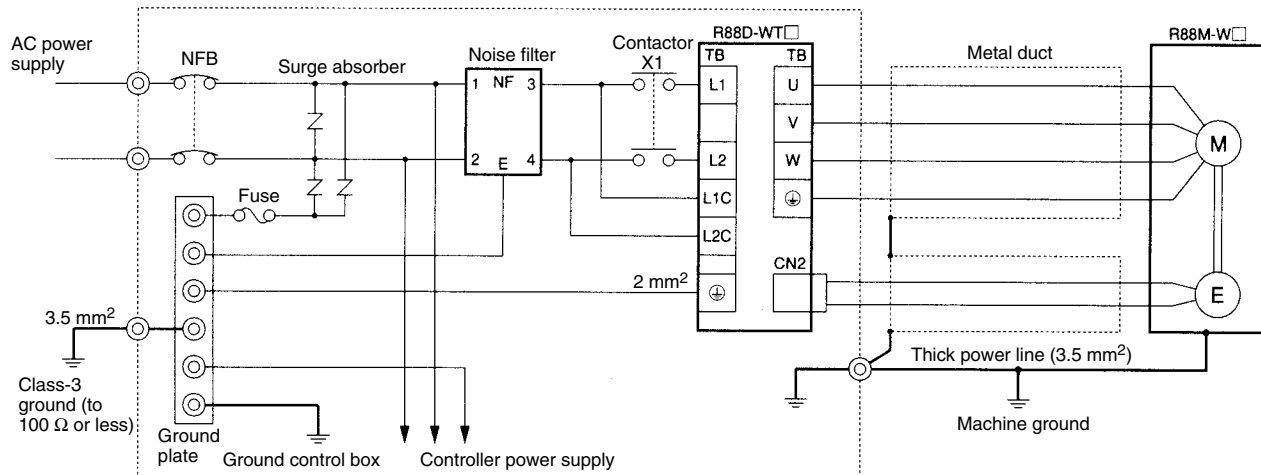 R88D-WT□
R88M-W□
AC power
supply
NFB
Surge absorber
Noise filter
Contactor
X1
TB
TB
Metal duct
1
NF
3
L1
U
V
2
E
4
L2
W
M
Fuse
L1C
L2C
CN2
2 mm²
E
3.5 mm²
Thick power line (3.5 mm²)
Class-3
ground (to
100 Ω or less)
Machine ground
Ground
plate
Ground control box
Controller power supply